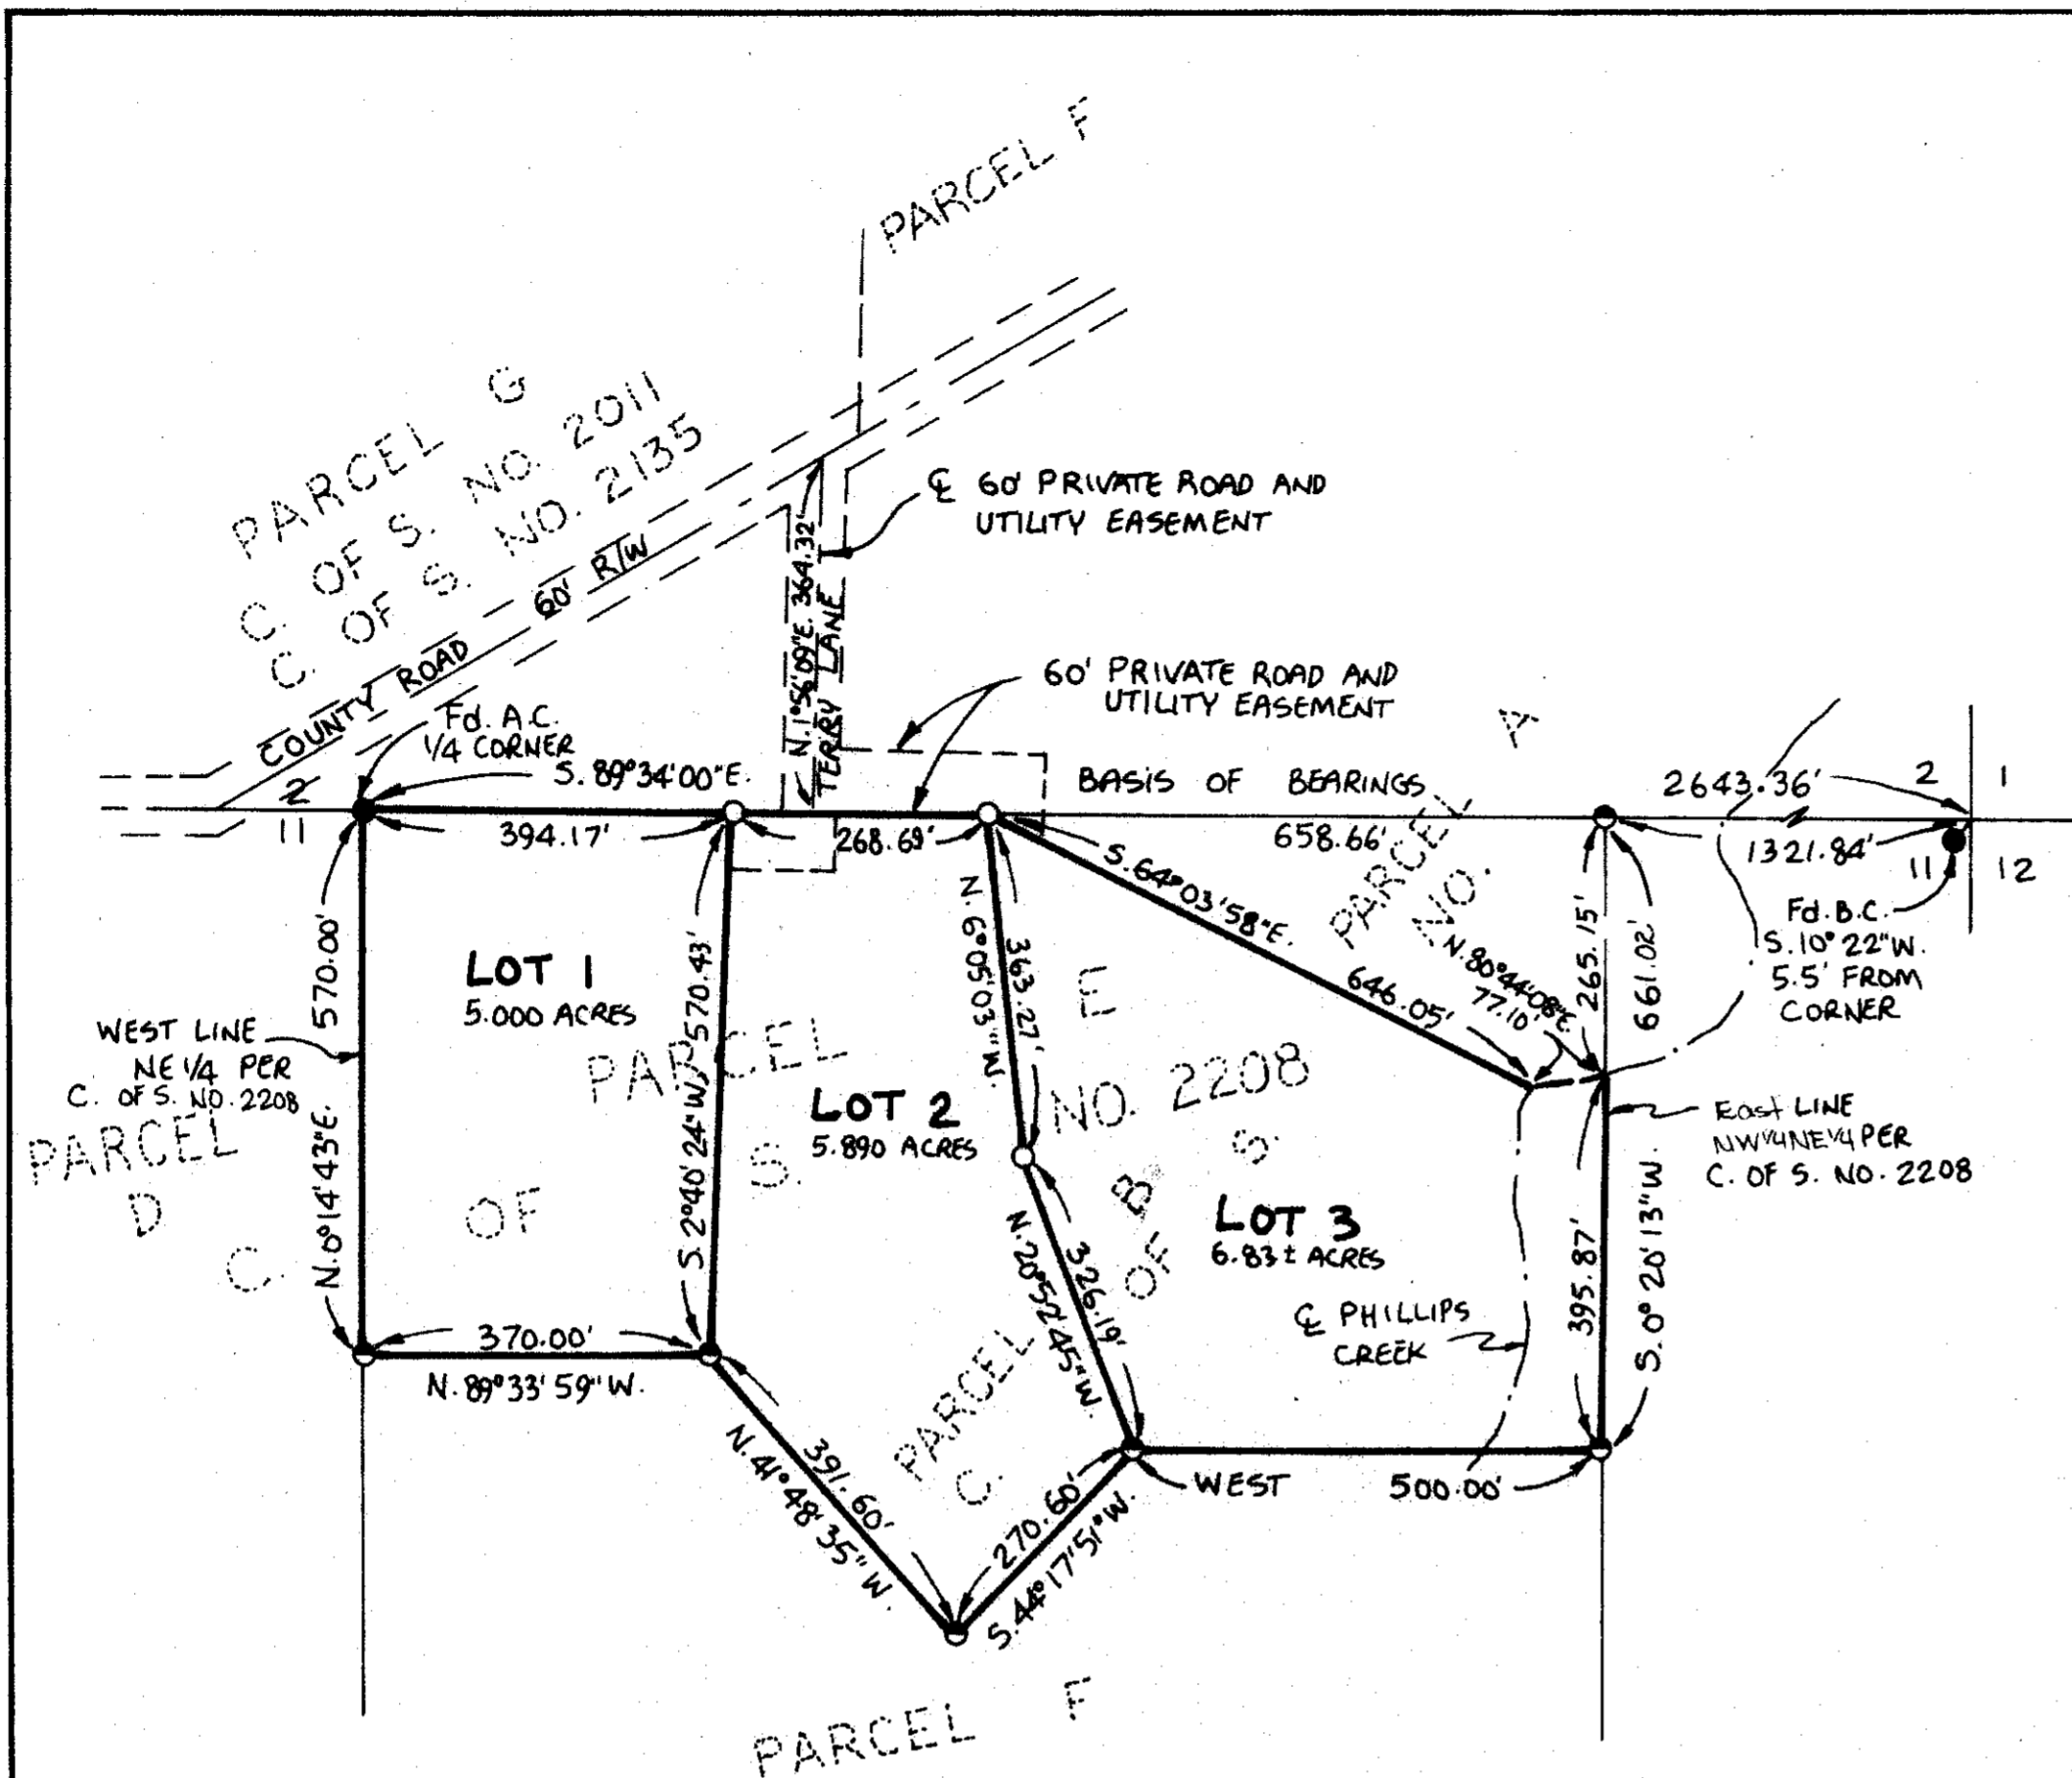 PARCEL F
PARCEL G
C. OF S. NO. 2011
C. OF S. NO. 2135
COUNTY ROAD 60' R/W
℄ 60' PRIVATE ROAD AND
UTILITY EASEMENT
N.1°56'09"E. 364.32'
TERRY LANE
60' PRIVATE ROAD AND
UTILITY EASEMENT
Fd. A.C.
1/4 CORNER
S. 89°34'00"E.
BASIS OF BEARINGS
2643.36'
2
11
2
1
11
12
394.17'
268.69'
658.66'
1321.84'
Fd. B.C.
S.10°22"W.
5.5' FROM
CORNER
PARCEL A
NO.
S.64°03'58"E.
646.05'
N.80°44'08"E.
77.10
265.15'
661.02'
570.00'
N.0°14'43"E.
WEST LINE
NE 1/4 PER
C. OF S. NO. 2208
PARCEL
D
LOT 1
5.000 ACRES
S.2°40'24"W. 570.43'
PARCEL E
C. OF S. NO. 2208
LOT 2
5.890 ACRES
N. 6°05'03"W.
363.27'
N.20°52'45"W.
326.19'
LOT 3
6.83± ACRES
PARCEL B
C. OF S.
℄ PHILLIPS
CREEK
East LINE
NW1/4NE1/4 PER
C. OF S. NO. 2208
395.87'
S.0°20'13"W.
370.00'
N.89°33'59"W.
391.60'
N.41°48'35"W.
270.60'
S.44°17'51"W.
WEST
500.00'
PARCEL F